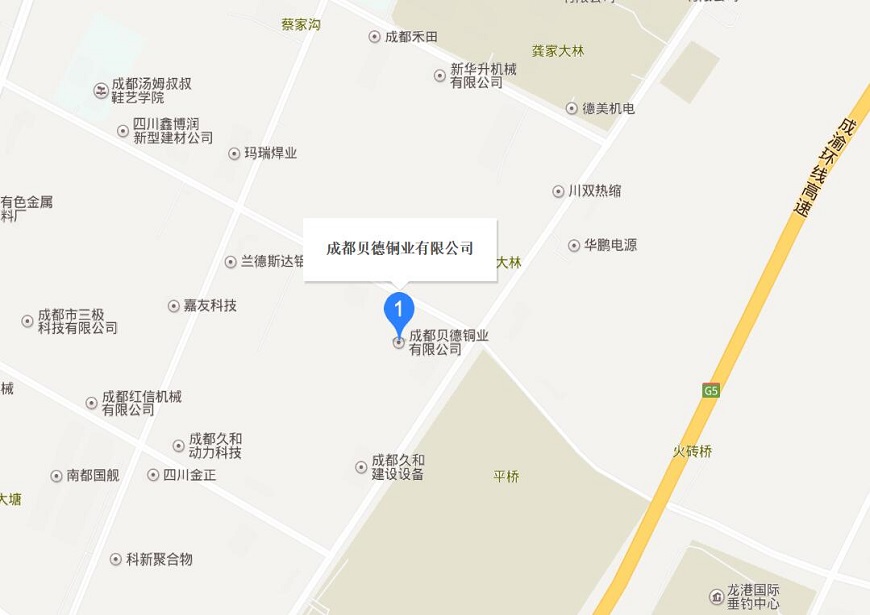 蔡家沟
成都禾田
龚家大林
新华升机械
有限公司
成都汤姆叔叔
鞋艺学院
德美机电
四川鑫博润
新型建材公司
成渝环线高速
玛瑞焊业
川双热缩
有色金属
料厂
华鹏电源
成都贝德铜业有限公司
兰德斯达铝
大林
嘉友科技
1
成都市三极
科技有限公司
成都贝德铜业
有限公司
械
G5
成都红信机械
有限公司
成都久和
动力科技
火砖桥
南都国舰
四川金正
成都久和
建设设备
平桥
大塘
科新聚合物
龙港国际
垂钓中心